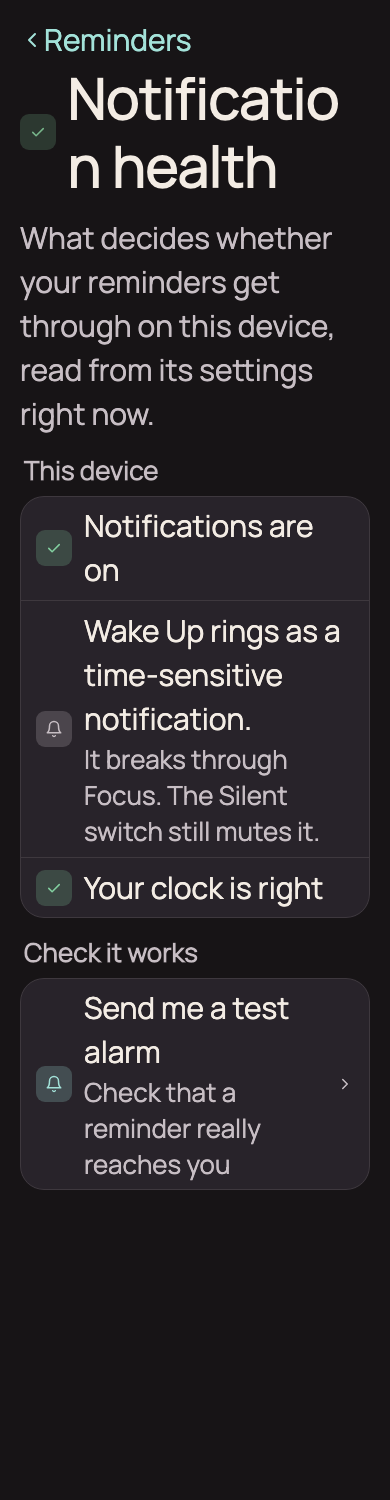 Reminders
Notificatio
n health
What decides whether
your reminders get
through on this device,
read from its settings
right now.
This device
Notifications are
on
Wake Up rings as a
time-sensitive
notification.
It breaks through
Focus. The Silent
switch still mutes it.
Your clock is right
Check it works
Send me a test
alarm
Check that a
reminder really
reaches you